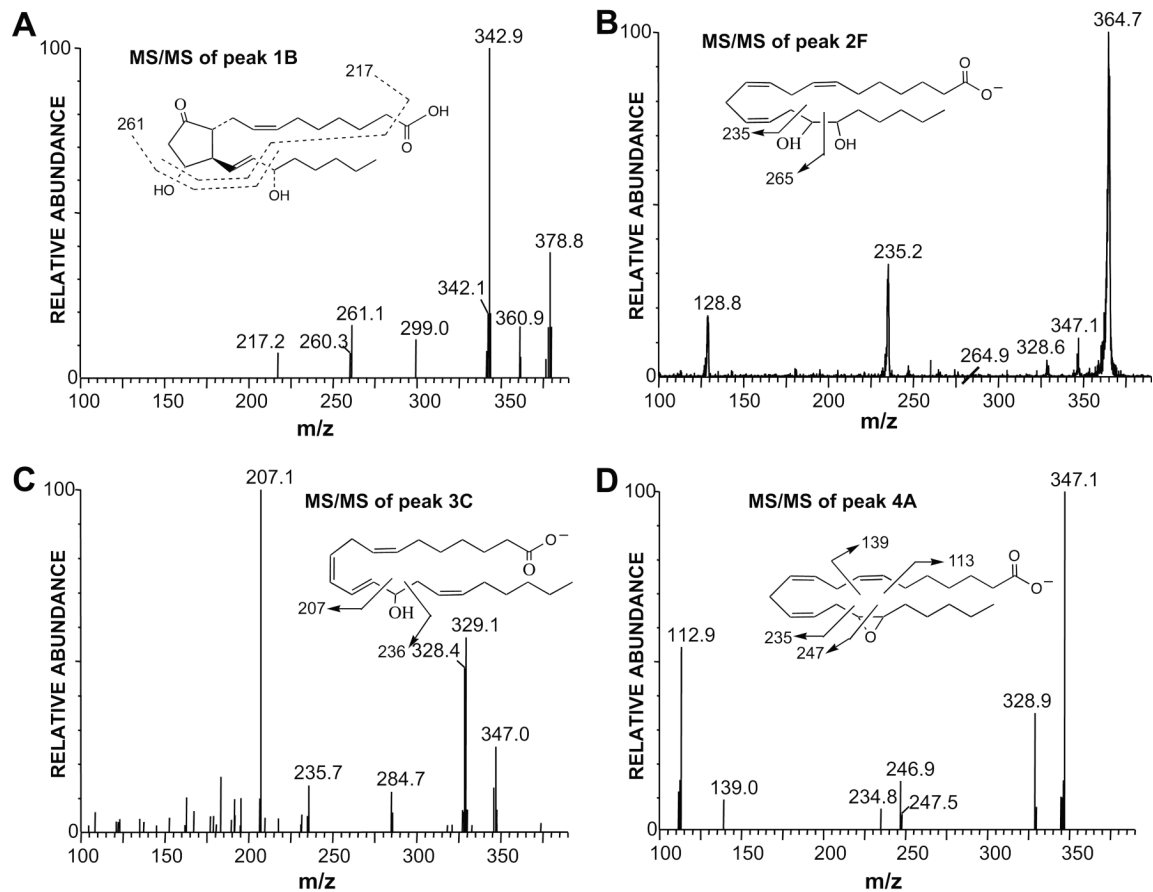 A
MS/MS of peak 1B
RELATIVE ABUNDANCE
100
0
342.9
378.8
342.1
360.9
261.1
299.0
217.2
260.3
217
261
O
OH
O
HO
OH
100 150 200 250 300 350
m/z
B
MS/MS of peak 2F
RELATIVE ABUNDANCE
100
0
364.7
235.2
128.8
347.1
328.6
264.9
O
O−
235
OH
OH
265
100 150 200 250 300 350
m/z
C
MS/MS of peak 3C
RELATIVE ABUNDANCE
100
0
207.1
329.1
328.4
347.0
235.7
284.7
O−
O
207
OH
236
100 150 200 250 300 350
m/z
D
MS/MS of peak 4A
RELATIVE ABUNDANCE
100
0
347.1
112.9
328.9
139.0
234.8
246.9
247.5
139
113
O
O−
235
O
247
100 150 200 250 300 350
m/z